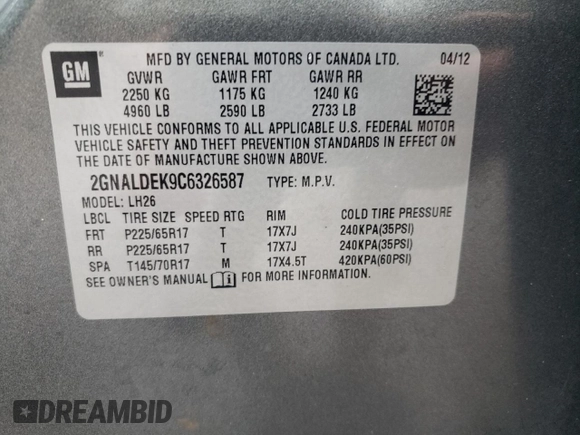 GM
MFD BY GENERAL MOTORS OF CANADA LTD. 04/12
GVWR GAWR FRT GAWR RR
2250 KG 1175 KG 1240 KG
4960 LB 2590 LB 2733 LB
THIS VEHICLE CONFORMS TO ALL APPLICABLE U.S. FEDERAL MOTOR
VEHICLE SAFETY AND THEFT PREVENTION STANDARDS IN EFFECT ON
THE DATE OF MANUFACTURE SHOWN ABOVE.
2GNALDEK9C6326587 TYPE: M.P.V.
MODEL: LH26
LBCL TIRE SIZE SPEED RTG RIM COLD TIRE PRESSURE
FRT P225/65R17 T 17X7J 240KPA(35PSI)
RR P225/65R17 T 17X7J 240KPA(35PSI)
SPA T145/70R17 M 17X4.5T 420KPA(60PSI)
SEE OWNER'S MANUAL i FOR MORE INFORMATION.
DREAMBID